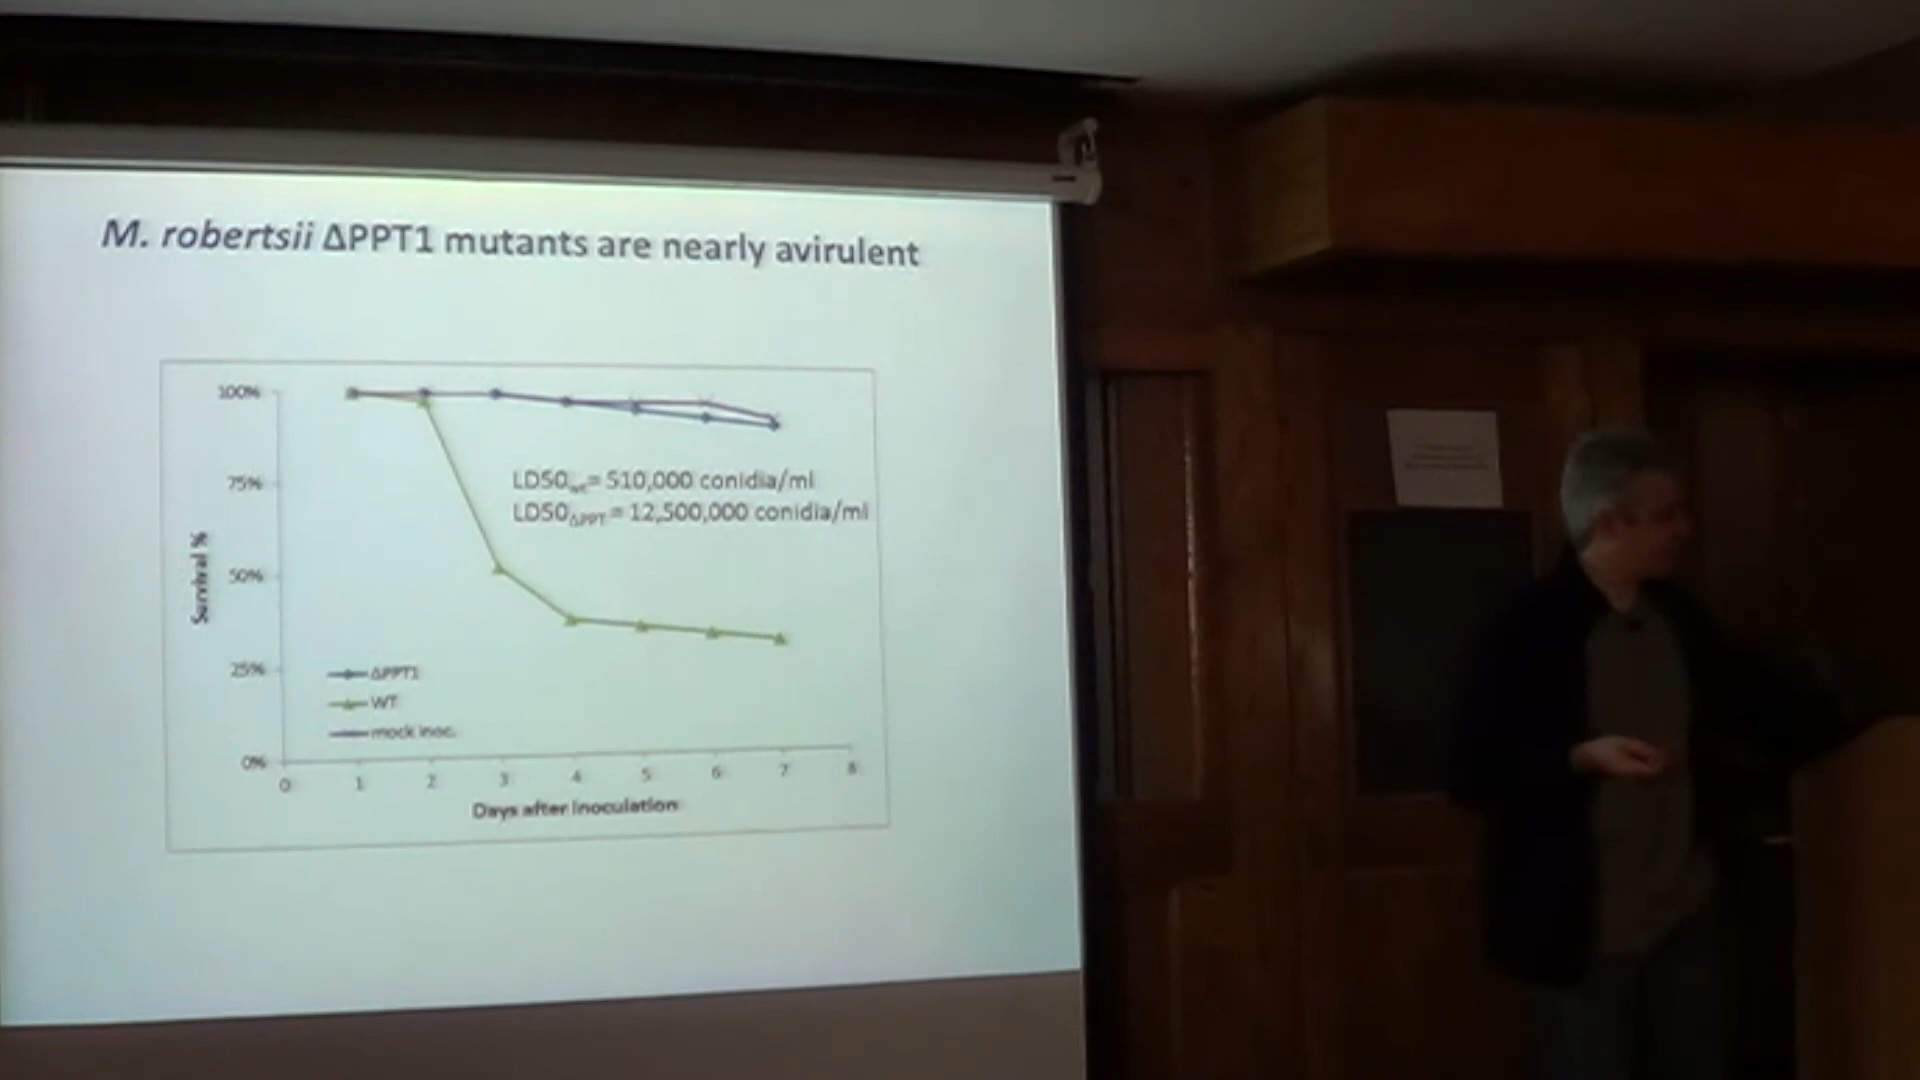 M. robertsii ΔPPT1 mutants are nearly avirulent
100%
75%
50%
25%
0%
Survival %
LD50wt= 510,000 conidia/ml
LD50ΔPPT = 12,500,000 conidia/ml
ΔPPT1
WT
mock inoc.
0 1 2 3 4 5 6 7 8
Days after inoculation